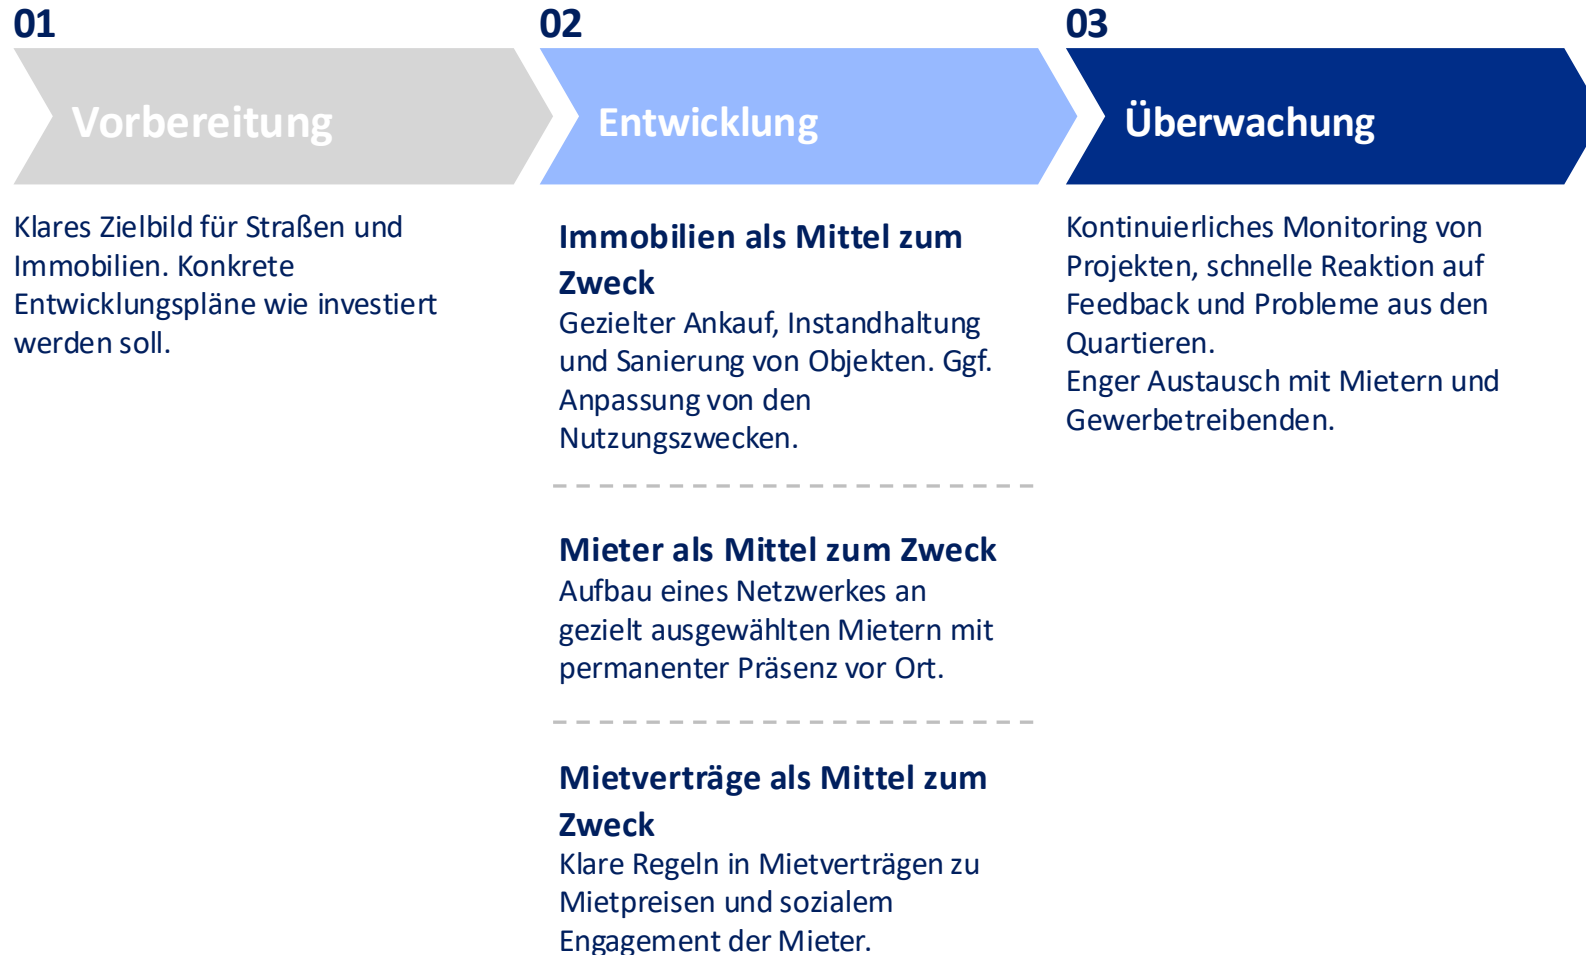 01
Vorbereitung
Klares Zielbild für Straßen und
Immobilien. Konkrete
Entwicklungspläne wie investiert
werden soll.
02
Entwicklung
Immobilien als Mittel zum
Zweck
Gezielter Ankauf, Instandhaltung
und Sanierung von Objekten. Ggf.
Anpassung von den
Nutzungszwecken.
Mieter als Mittel zum Zweck
Aufbau eines Netzwerkes an
gezielt ausgewählten Mietern mit
permanenter Präsenz vor Ort.
Mietverträge als Mittel zum
Zweck
Klare Regeln in Mietverträgen zu
Mietpreisen und sozialem
Engagement der Mieter.
03
Überwachung
Kontinuierliches Monitoring von
Projekten, schnelle Reaktion auf
Feedback und Probleme aus den
Quartieren.
Enger Austausch mit Mietern und
Gewerbetreibenden.